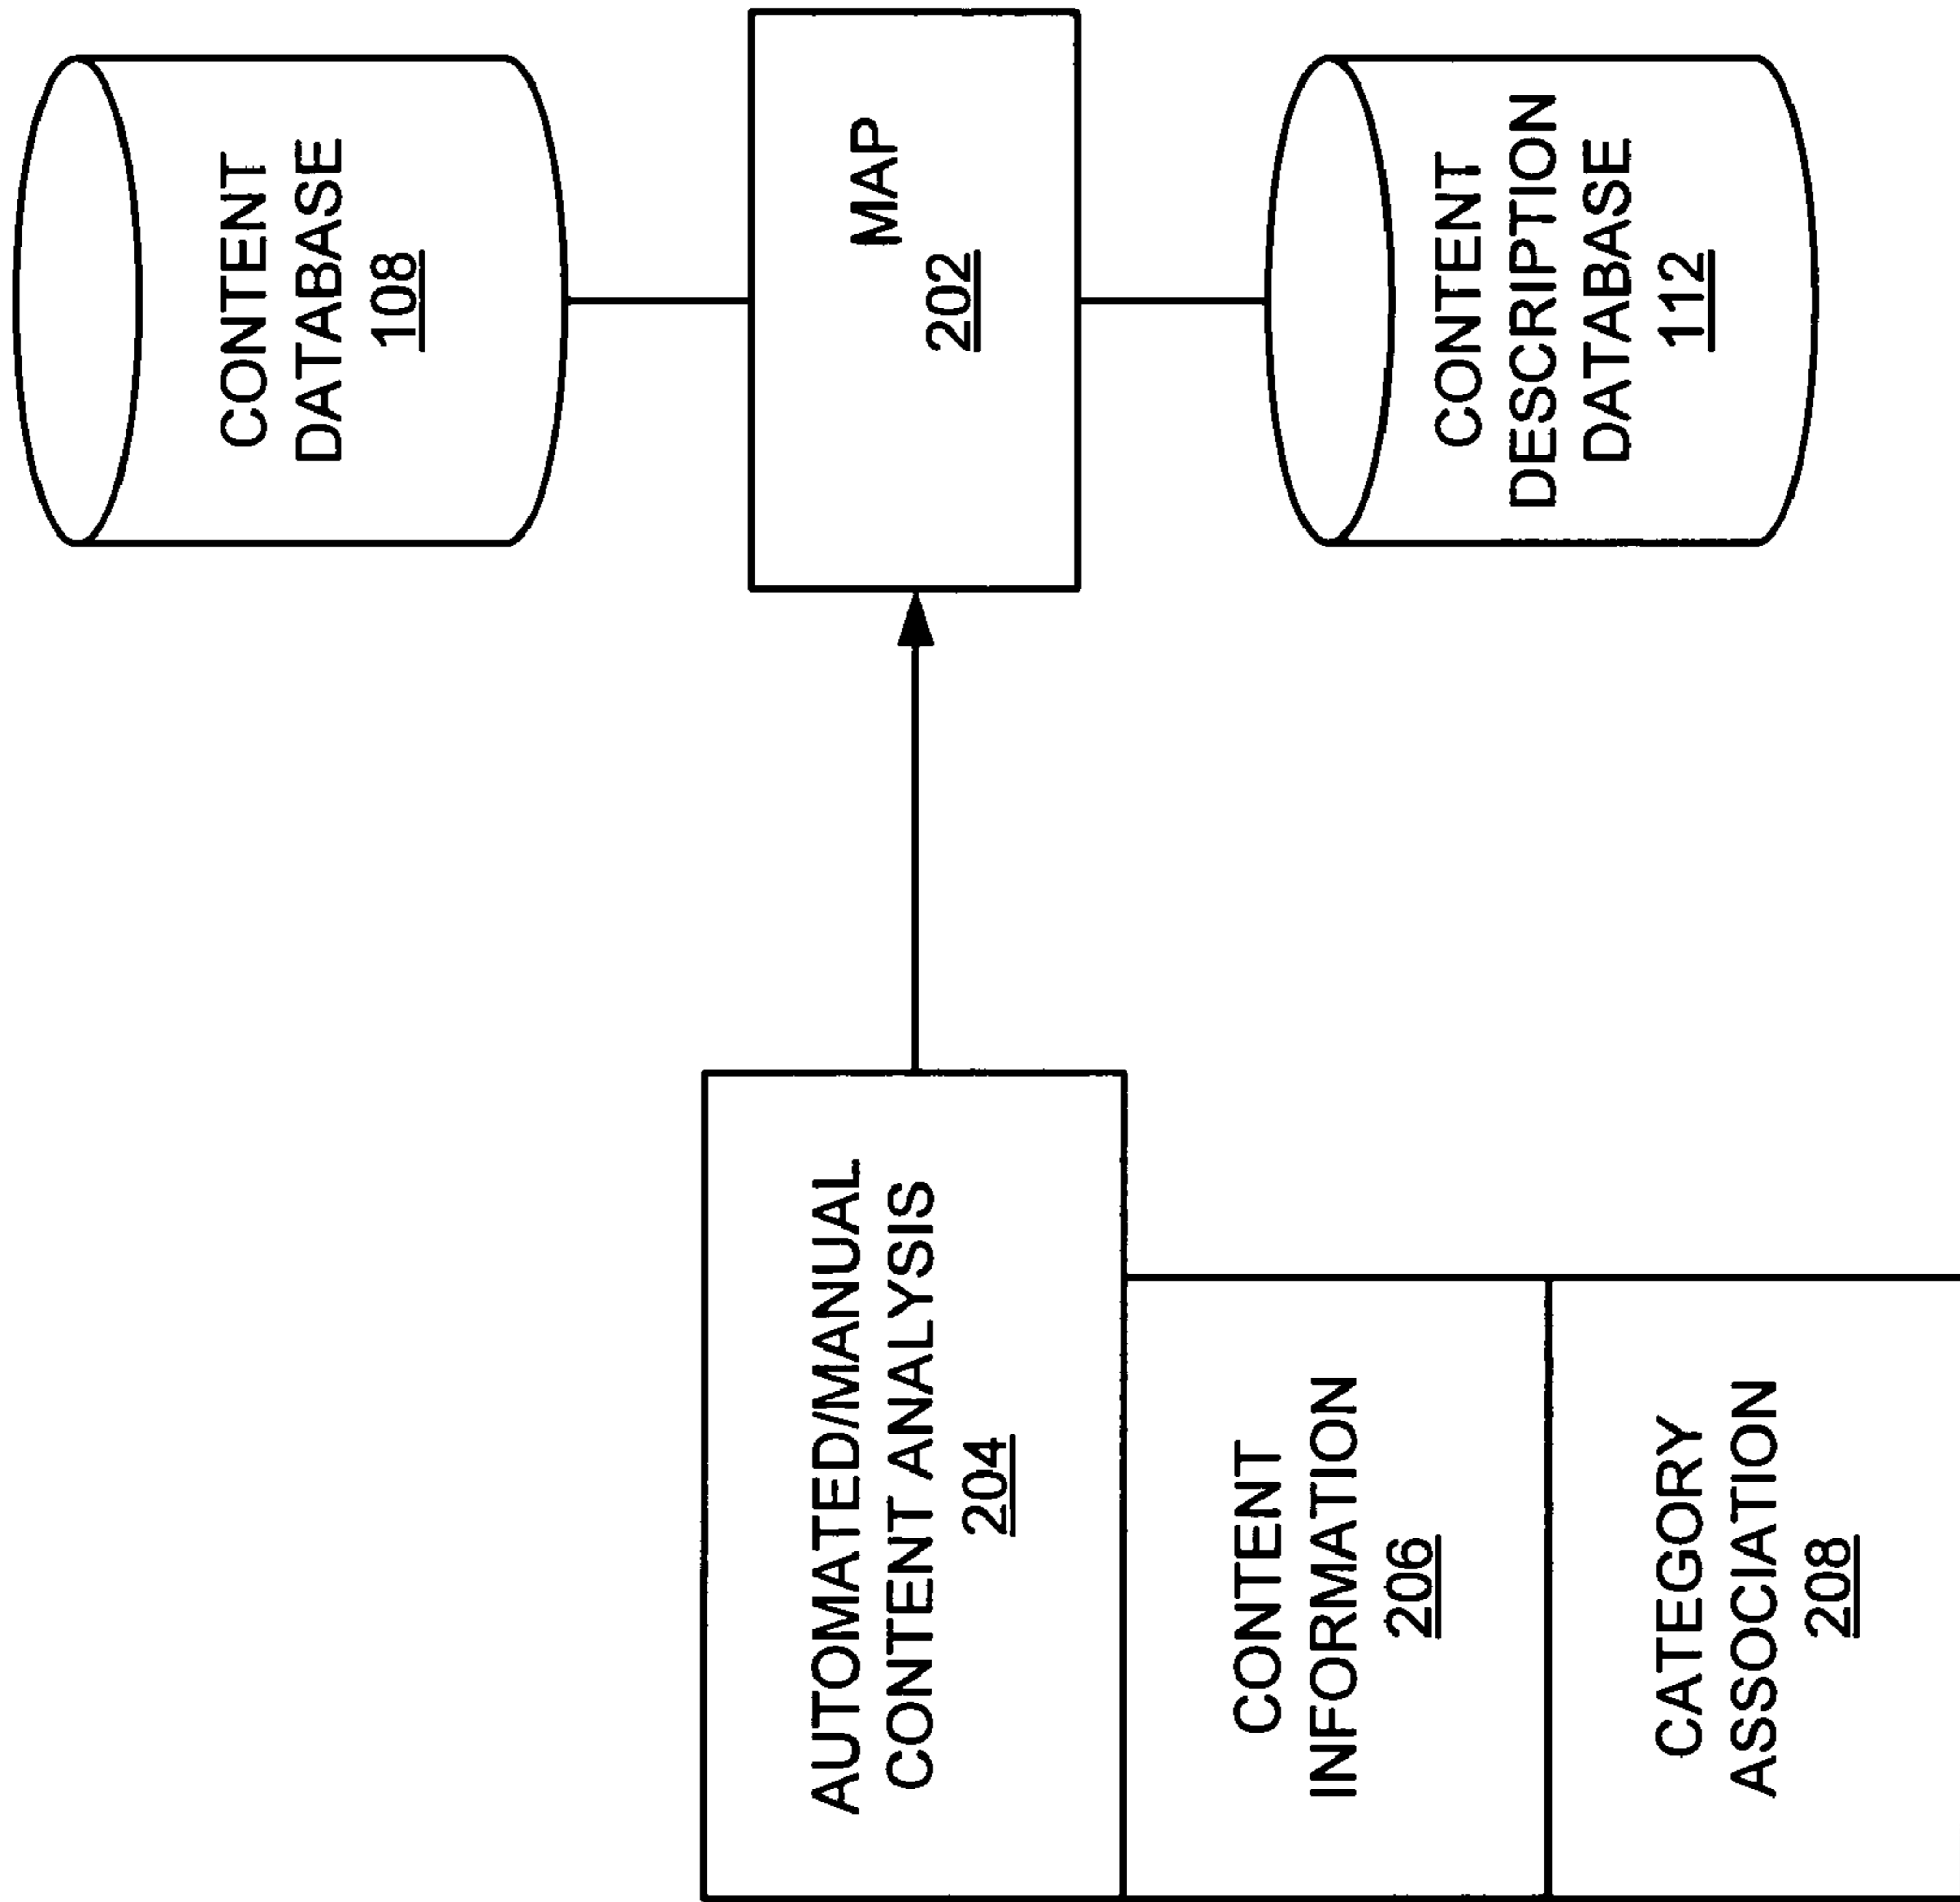 CONTENT
DATABASE
108
MAP
202
CONTENT
DESCRIPTION
DATABASE
112
AUTOMATED/MANUAL
CONTENT ANALYSIS
204
CONTENT
INFORMATION
206
CATEGORY
ASSOCIATION
208